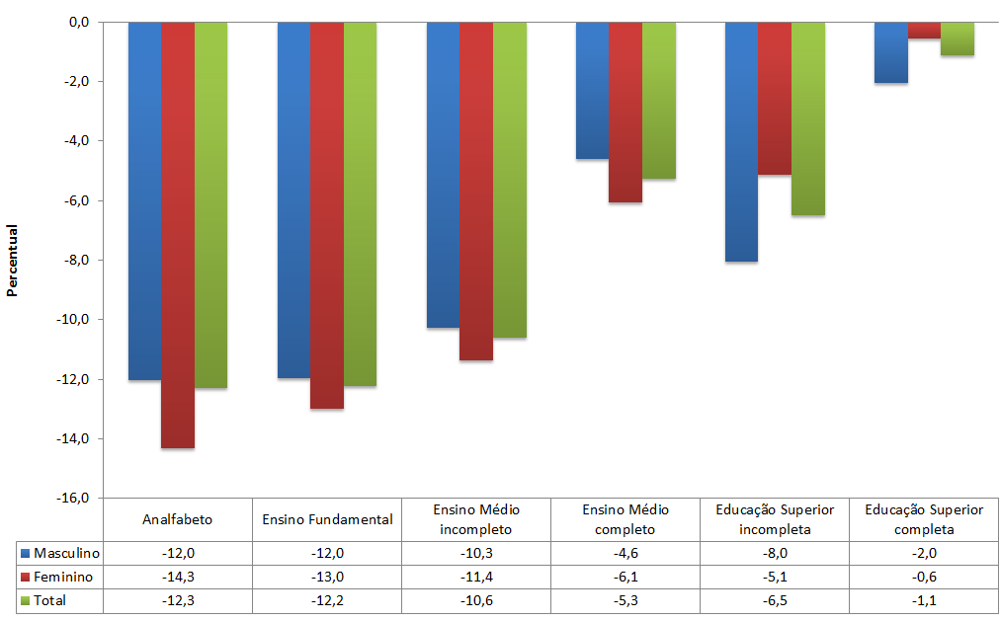 0,0
-2,0
-4,0
-6,0
-8,0
-10,0
-12,0
-14,0
-16,0
Percentual
Analfabeto
Ensino Fundamental
Ensino Médio
incompleto
Ensino Médio
completo
Educação Superior
incompleta
Educação Superior
completa
Masculino -12,0 -12,0 -10,3 -4,6 -8,0 -2,0
Feminino -14,3 -13,0 -11,4 -6,1 -5,1 -0,6
Total -12,3 -12,2 -10,6 -5,3 -6,5 -1,1